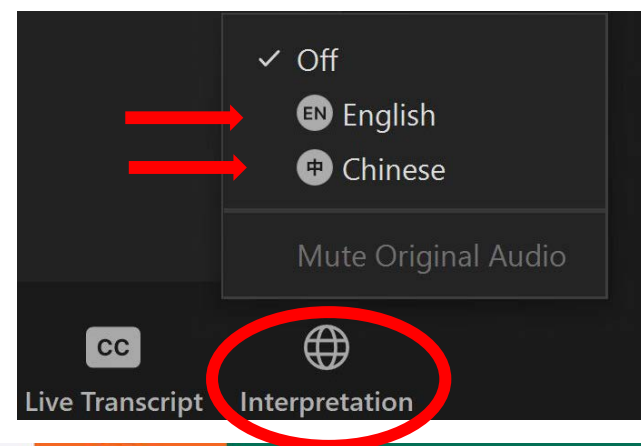 Off
EN English
中 Chinese
Mute Original Audio
CC
Live Transcript Interpretation